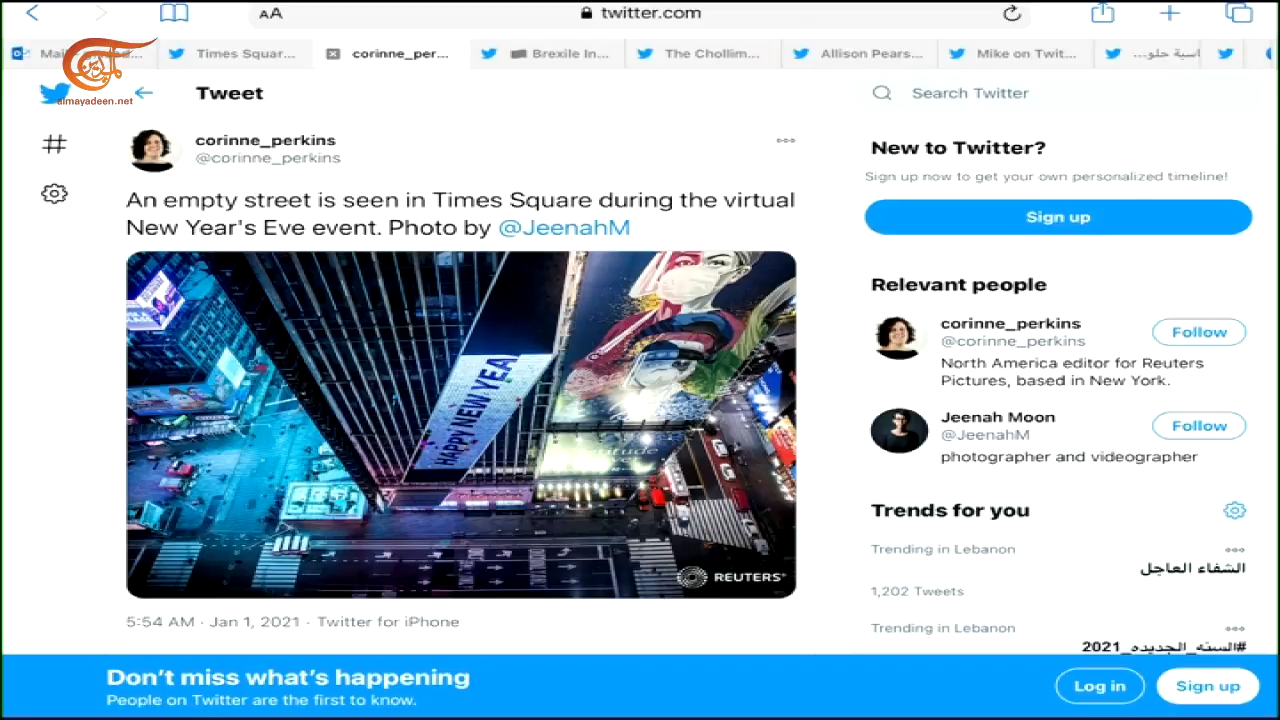 AA
twitter.com
Times Squar...
corinne_per...
Brexile In...
The Chollim...
Allison Pears...
Mike on Twit...
الميادين
almayadeen.net
Tweet
Search Twitter
corinne_perkins
@corinne_perkins
An empty street is seen in Times Square during the virtual
New Year's Eve event. Photo by @JeenahM
HAPPY NEW YEA
REUTERS
5:54 AM · Jan 1, 2021 · Twitter for iPhone
New to Twitter?
Sign up now to get your own personalized timeline!
Sign up
Relevant people
corinne_perkins
@corinne_perkins
Follow
North America editor for Reuters
Pictures, based in New York.
Jeenah Moon
@JeenahM
Follow
photographer and videographer
Trends for you
Trending in Lebanon
الشفاء العاجل
1,202 Tweets
Trending in Lebanon
#السنه_الجديده_2021
Don't miss what's happening
People on Twitter are the first to know.
Log in
Sign up